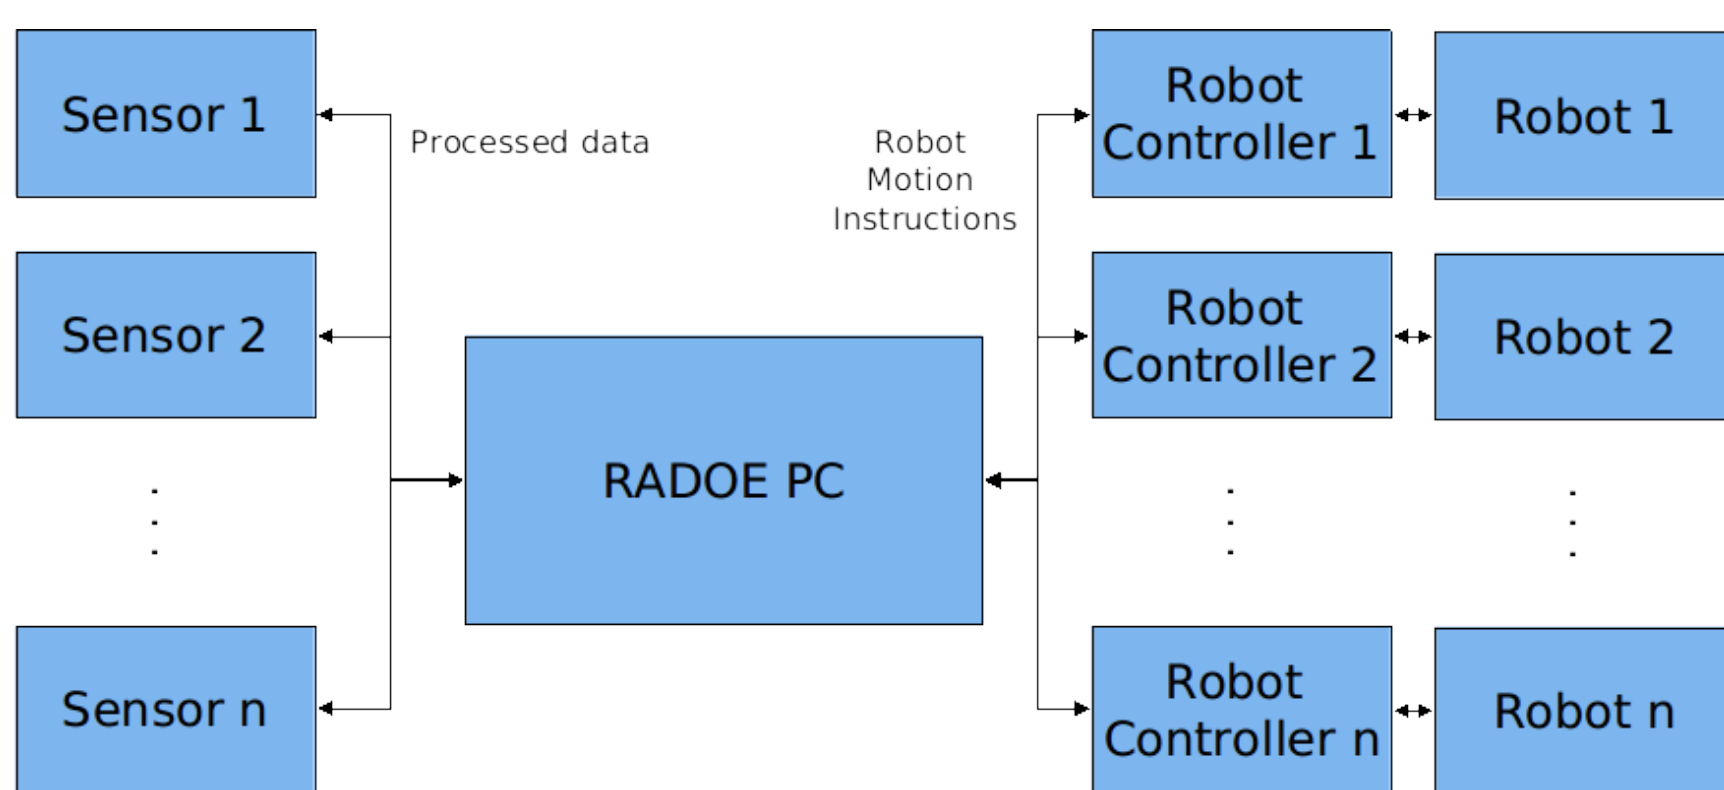 Sensor 1
Processed data
Robot
Motion
Instructions
Robot
Controller 1
Robot 1
Sensor 2
Robot
Controller 2
Robot 2
RADOE PC
Sensor n
Robot
Controller n
Robot n